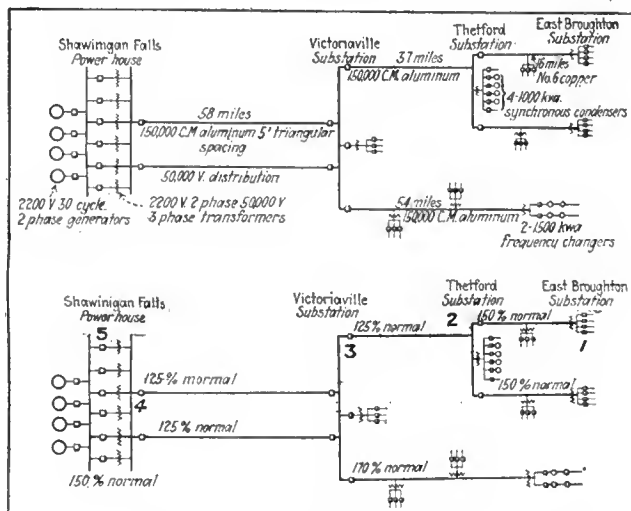 Shawinigan Falls
Power house
Victoriaville
Substation
Thetford
Substation
East Broughton
Substation
37 miles
150,000 C.M. aluminum
16 miles
No. 6 copper
4-1000 kva.
synchronous condensers
58 miles
150,000 C.M aluminum 5' triangular
spacing
50,000 V. distribution
2200 V 30 cycle
2 phase generators
2200 V. 2 phase 50,000 V
3 phase transformers
54 miles
150,000 C.M. aluminum
2-1500 kwa
frequency changers
Shawinigan Falls
Powerhouse
Victoriaville
Substation
Thetford
Substation
East Broughton
Substation
5
3
125% normal
2
150% normal
1
125-% normal
4
125 % normal
150 % normal
150 % normal
170 % normal